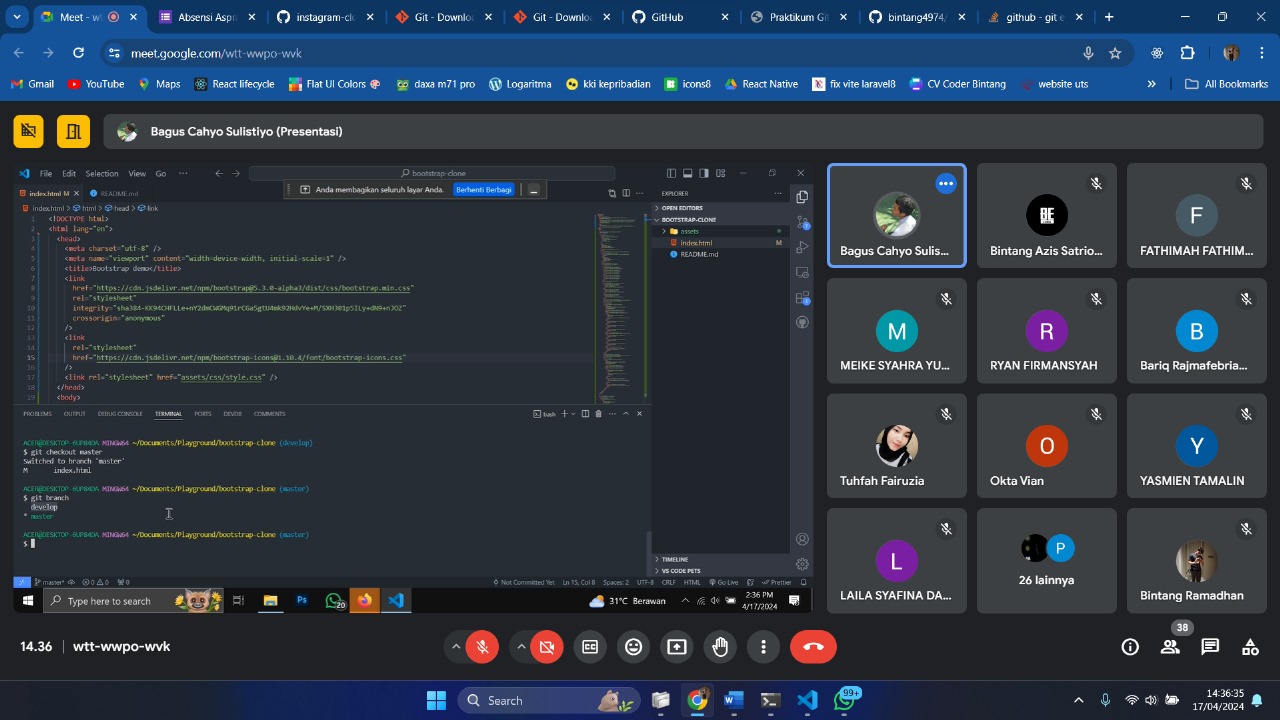 Meet - wt
Absensi Aspra
instagram-clo
Git - Downloa
Git - Downloa
GitHub
Praktikum Git
bintang4974/
github - git e
meet.google.com/wtt-wwpo-wvk
Gmail
YouTube
Maps
React lifecycle
Flat UI Colors
daxa m71 pro
logaritma
kki kepribadian
icons8
React Native
fix vite laravel8
CV Coder Bintang
website uts
»
All Bookmarks
Bagus Cahyo Sulistiyo (Presentasi)
File Edit Selection View Go ···
bootstrap-clone
index.html M
README.md
Anda membagikan seluruh layar Anda.
Berhenti Berbagi
index.html > html > head > link
1 <!DOCTYPE html>
2 <html lang="en">
3 <head>
4 <meta charset="utf-8" />
5 <meta name="viewport" content="width=device-width, initial-scale=1" />
6 <title>Bootstrap demo</title>
7 <link
8 href="https://cdn.jsdelivr.net/npm/bootstrap@5.3.0-alpha3/dist/css/bootstrap.min.css"
9 rel="stylesheet"
10 integrity=
11 crossorigin="anonymous"
12 />
13 <link
14 rel="stylesheet"
15 href="https://cdn.jsdelivr.net/npm/bootstrap-icons@1.10.4/font/bootstrap-icons.css"
16 />
17 <link rel="stylesheet" href="assets/css/style.css" />
18 </head>
19 <body>
EXPLORER
OPEN EDITORS
BOOTSTRAP-CLONE
assets
index.html
README.md
TIMELINE
VS CODE PETS
PROBLEMS OUTPUT DEBUG CONSOLE TERMINAL PORTS DEVDB COMMENTS
bash
ACER@DESKTOP-6UP84DA MINGW64 ~/Documents/Playground/bootstrap-clone (develop)
$ git checkout master
Switched to branch 'master'
M index.html
ACER@DESKTOP-6UP84DA MINGW64 ~/Documents/Playground/bootstrap-clone (master)
$ git branch
develop
* master
ACER@DESKTOP-6UP84DA MINGW64 ~/Documents/Playground/bootstrap-clone (master)
$
master*
0 0
0
Not Committed Yet
Ln 15, Col 8
Spaces: 2
UTF-8
CRLF
HTML
Go Live
Prettier
Type here to search
Ps
20
31°C Berawan
2:36 PM
4/17/2024
Bagus Cahyo Sulis...
F
Bintang Aris Satrio...
F
FATHIMAH FATHIM...
M
MEIKE SYAHRA YU...
R
RYAN FIRMANSYAH
B
Bariq Rajnafebera...
Tuhfah Fairuzia
O
Okta Vian
Y
YASMIEN TAMALIN
L
LAILA SYAFINA DA...
P
26 lainnya
Bintang Ramadhan
14.36 | wtt-wwpo-wvk
38
Search
99+
14:36:35
17/04/2024